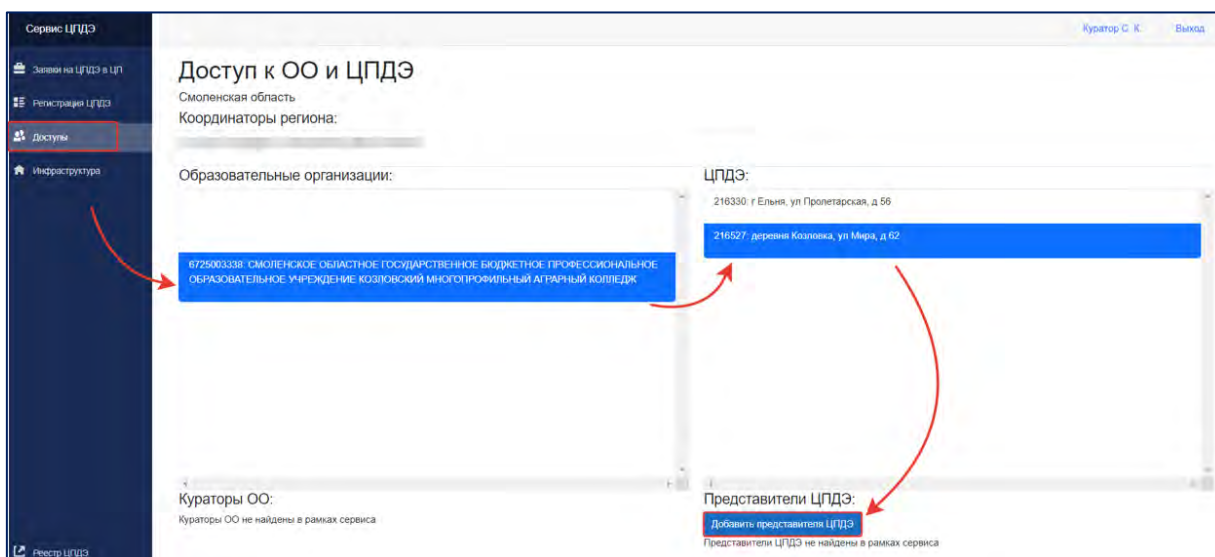 Сервис ЦПДЭ
Куратор С. К.
Выход
Заявки на ЦПДЭ в ЦП
Регистрация ЦПДЭ
Доступы
Инфраструктура
Доступ к ОО и ЦПДЭ
Смоленская область
Координаторы региона:
Образовательные организации:
6725003338: СМОЛЕНСКОЕ ОБЛАСТНОЕ ГОСУДАРСТВЕННОЕ БЮДЖЕТНОЕ ПРОФЕССИОНАЛЬНОЕ
ОБРАЗОВАТЕЛЬНОЕ УЧРЕЖДЕНИЕ КОЗЛОВСКИЙ МНОГОПРОФИЛЬНЫЙ АГРАРНЫЙ КОЛЛЕДЖ
ЦПДЭ:
216330: г Ельня, ул Пролетарская, д 56
216527: деревня Козловка, ул Мира, д 62
Кураторы ОО:
Кураторы ОО не найдены в рамках сервиса
Представители ЦПДЭ:
Добавить представителя ЦПДЭ
Представители ЦПДЭ не найдены в рамках сервиса
Реестр ЦПДЭ